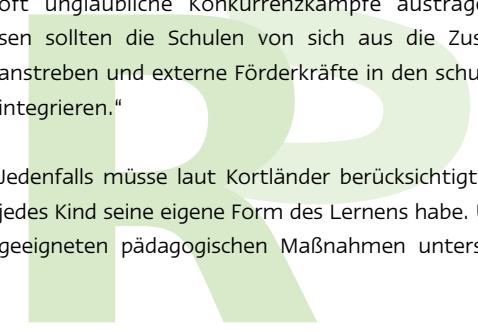 oft unglaubliche Konkurrenzkämpfe austrage
sen sollten die Schulen von sich aus die Zus
anstreben und externe Förderkräfte in den schu
integrieren.“
Jedenfalls müsse laut Kortländer berücksichtigt
jedes Kind seine eigene Form des Lernens habe.
geeigneten pädagogischen Maßnahmen unters